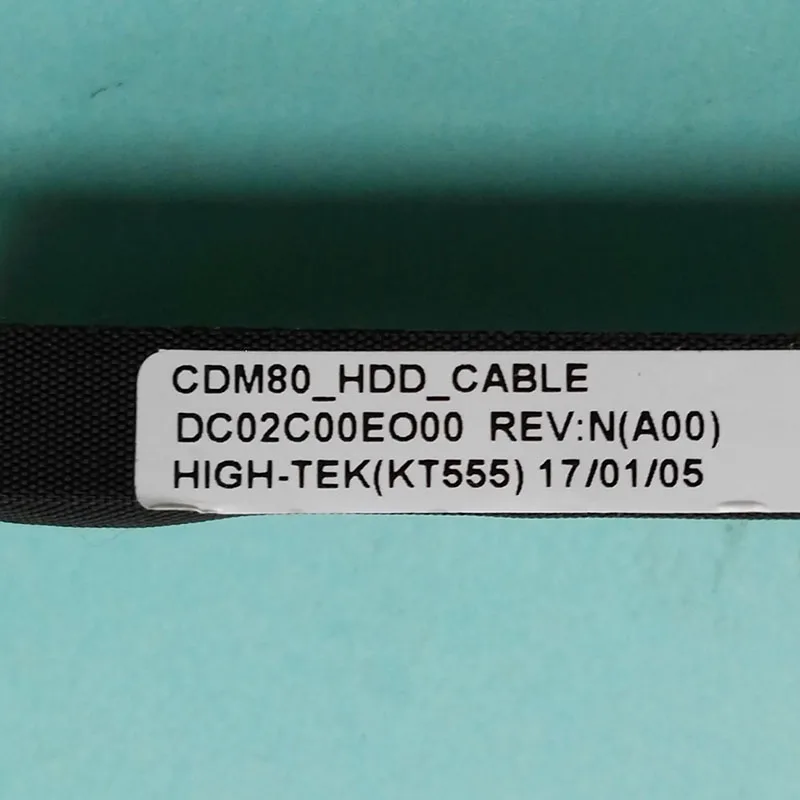 CDM80_HDD_CABLE
DC02C00EO00 REV:N(A00)
HIGH-TEK(KT555) 17/01/05